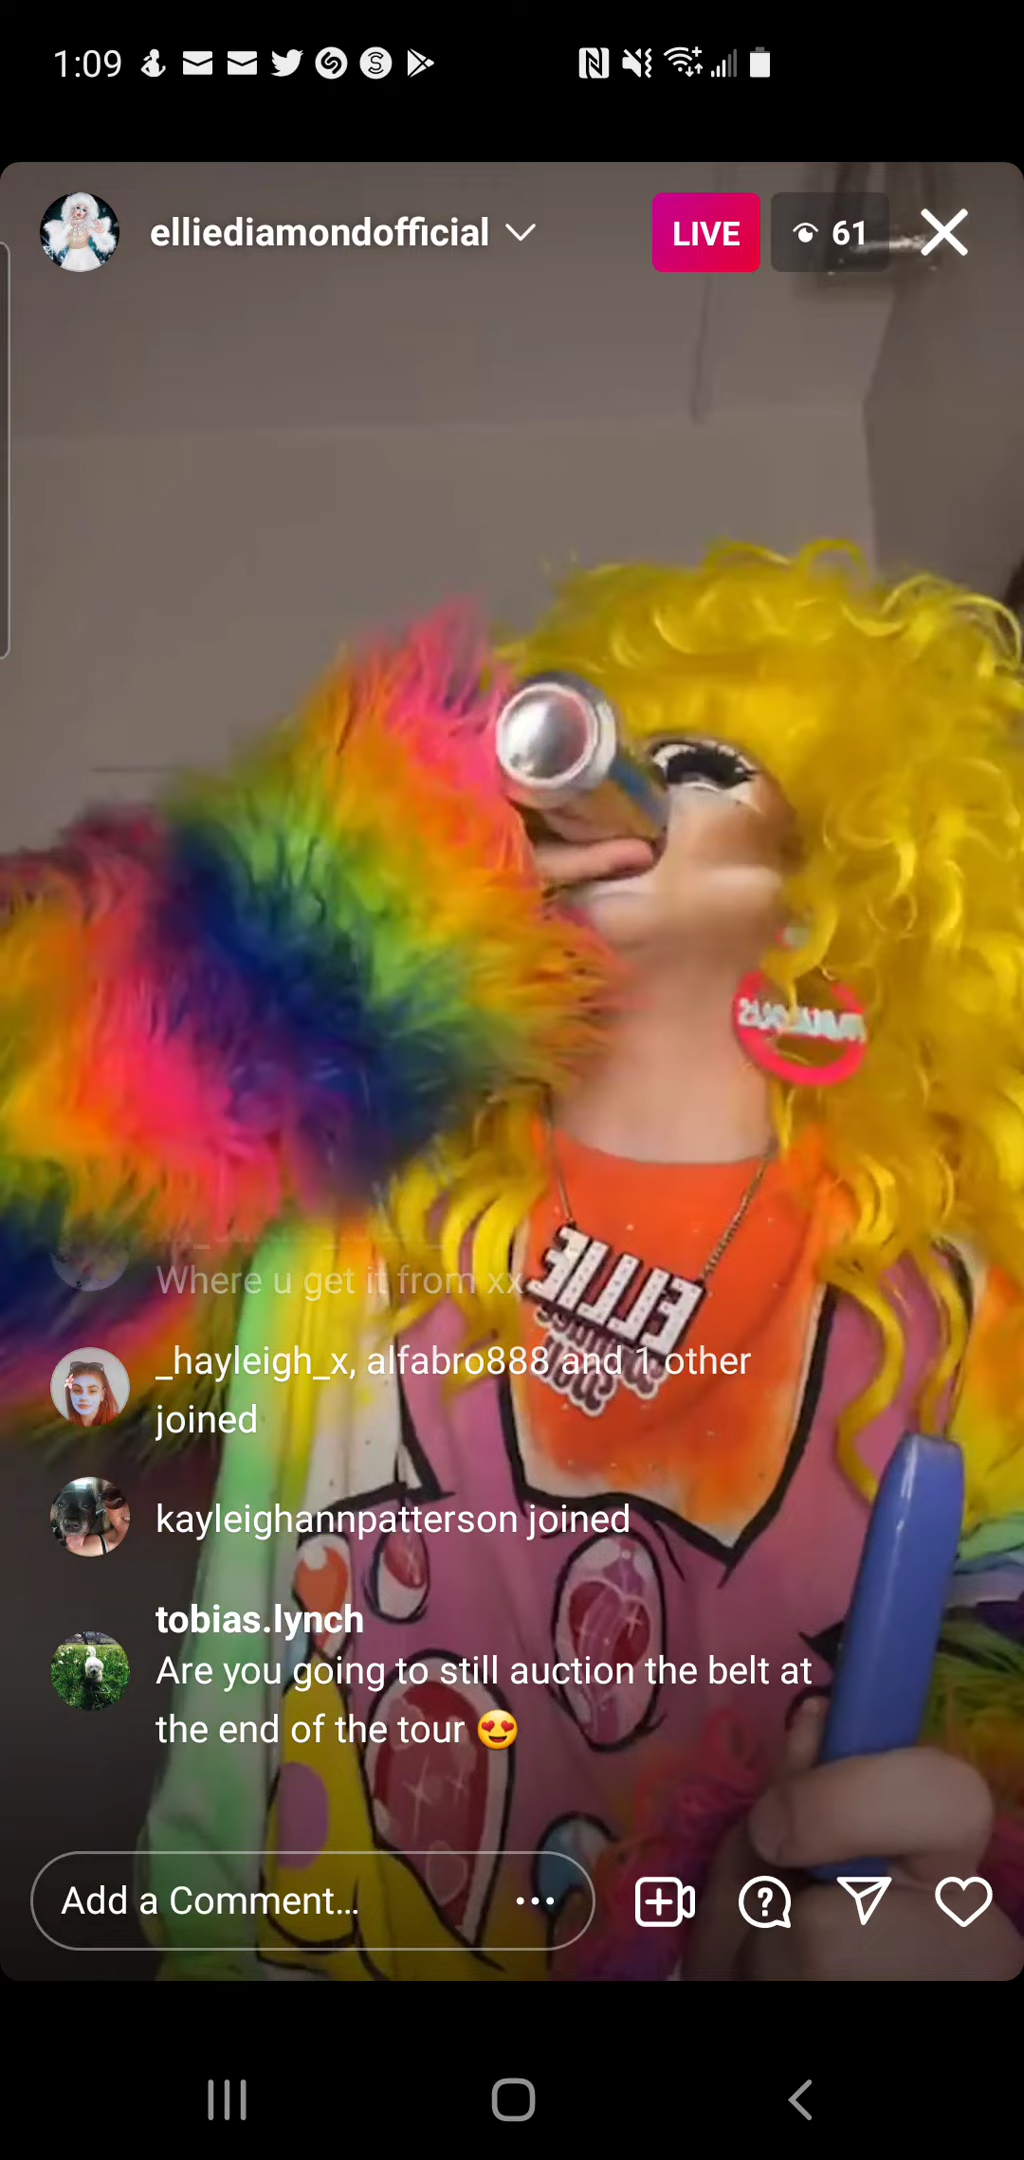 1:09
elliediamondofficial
LIVE
61
Where u get it from xx
_hayleigh_x, alfabro888 and 1 other
joined
kayleighannpatterson joined
tobias.lynch
Are you going to still auction the belt at
the end of the tour 😍
ELLIE
FABULOUS
Add a Comment...